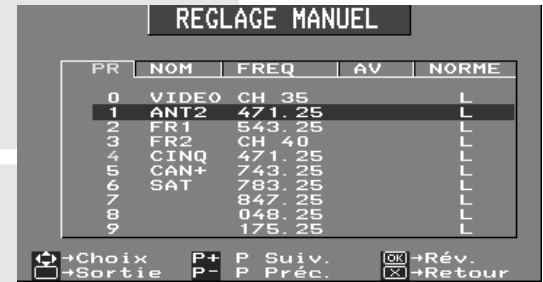 REGLAGE MANUEL
PR NOM FREQ AV NORME
0 VIDEO CH 35 L
1 ANT2 471.25 L
2 FR1 543.25 L
3 FR2 CH 40 L
4 CINQ 471.25 L
5 CAN+ 743.25 L
6 SAT 783.25 L
7 847.25 L
8 048.25 L
9 175.25 L
→Choix P+ P Suiv. OK→Rév.
→Sortie P- P Préc. X→Retour